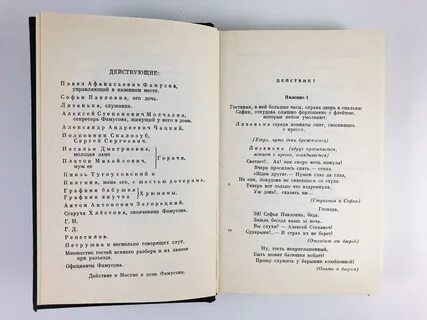 ДЕЙСТВУЮЩИЕ:
Павел Афанасьевич Фамусов,
управляющий в казенном месте.
Софья Павловна, его дочь.
Лизанька, служанка.
Алексей Степанович Молчалин,
секретарь Фамусова, живущий у него в доме.
Александр Андреевич Чацкий.
Полковник Скалозуб,
Сергей Сергеевич.
Наталья Дмитриевна,
молодая дама
Платон Михайлович,
муж ее,
Горичи.
Князь Тугоуховский и
Княгиня, жена его, с шестью дочерями.
Графиня бабушка
Графиня внучка
Хрюмины.
Антон Антонович Загорецкий.
Старуха Хлёстова, свояченица Фамусова.
Г. N.
Г. D.
Репетилов.
Петрушка и несколько говорящих слуг.
Множество гостей всякого разбора и их лакеев
при разъезде.
Официанты Фамусова.
Действие в Москве в доме Фамусова.
ДЕЙСТВИЕ I
Явление 1
Гостиная, в ней большие часы, справа дверь в спальню
Софии, откудова слышно фортопияно с флейтою,
которые потом умолкают.
Лизанька середи комнаты спит, свесившись
с кресел.
(Утро, чуть день брезжится)
Лизанька (вдруг просыпается,
встает с кресел, оглядывается)
Светает!.. Ах! как скоро ночь минула!
Вчера просилась спать — отказ.
«Ждем друга». — Нужен глаз да глаз,
Не спи, покудова не скатишься со стула.
Теперь вот только что вздремнула,
Уж день!.. сказать им...
(Стучится к Софии)
Господа,
Эй! Софья Павловна, беда.
Зашла беседа ваша за ночь.
Вы глухи? — Алексей Степаноч!
Сударыня!.. — И страх их не берет!
(Отходит от дверей)
Ну, гость неприглашенный,
Быть может батюшка войдет!
Прошу служить у барышни влюбленной!
(Опять к дверям)